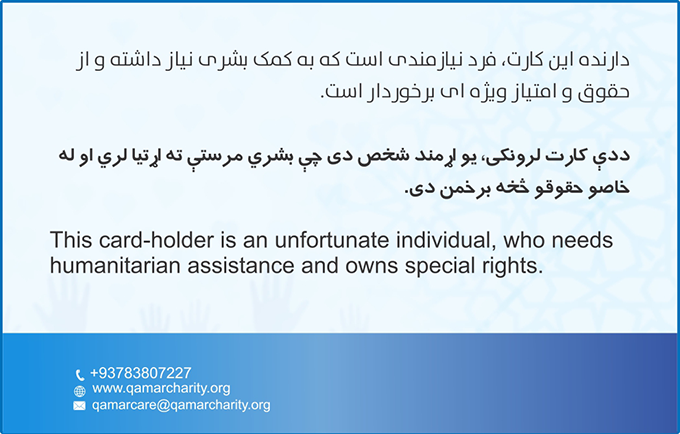 دارنده این کارت، فرد نیازمندی است که به کمک بشری نیاز داشته و از
حقوق و امتیاز ویژه ای برخوردار است.
ددې کارت لرونکی، یو اړمند شخص دی چې بشري مرستې ته اړتیا لري او له
خاصو حقوقو څخه برخمن دی.
This card-holder is an unfortunate individual, who needs
humanitarian assistance and owns special rights.
+93783807227
www.qamarcharity.org
qamarcare@qamarcharity.org